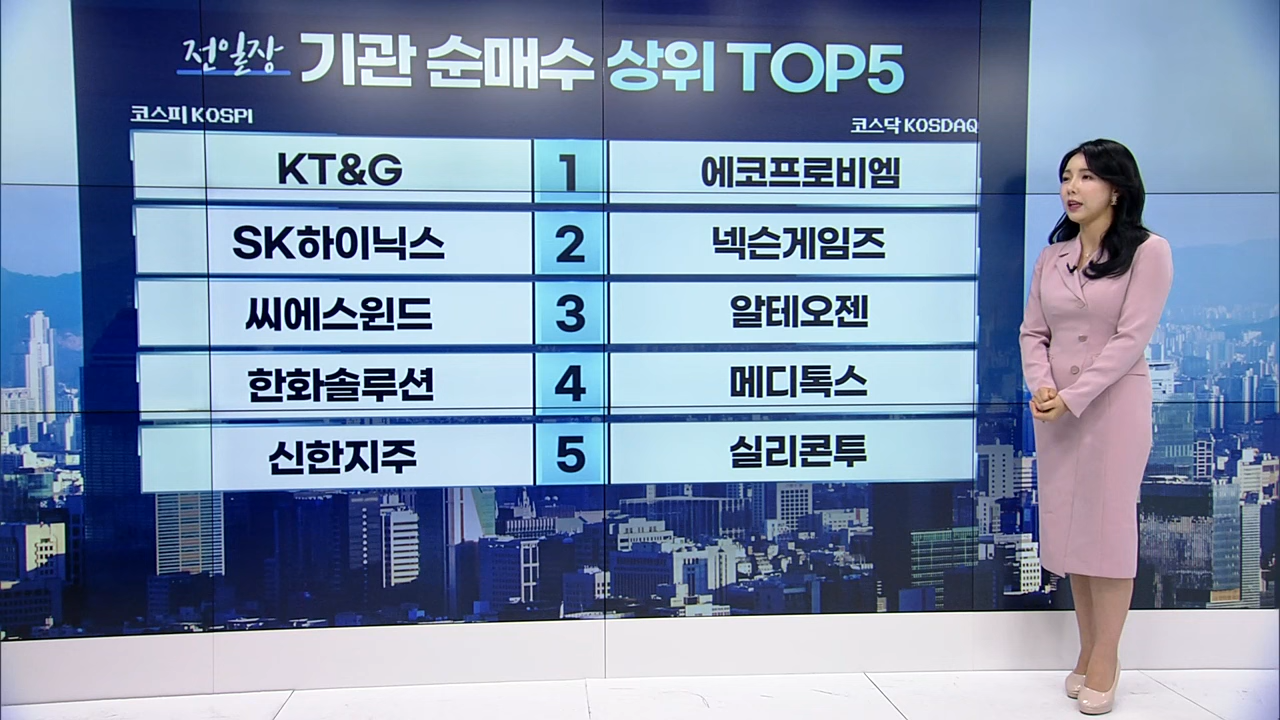 전일장 기관 순매수 상위 TOP5
코스피 KOSPI
코스닥 KOSDAQ
KT&G 1 에코프로비엠
SK하이닉스 2 넥슨게임즈
씨에스윈드 3 알테오젠
한화솔루션 4 메디톡스
신한지주 5 실리콘투